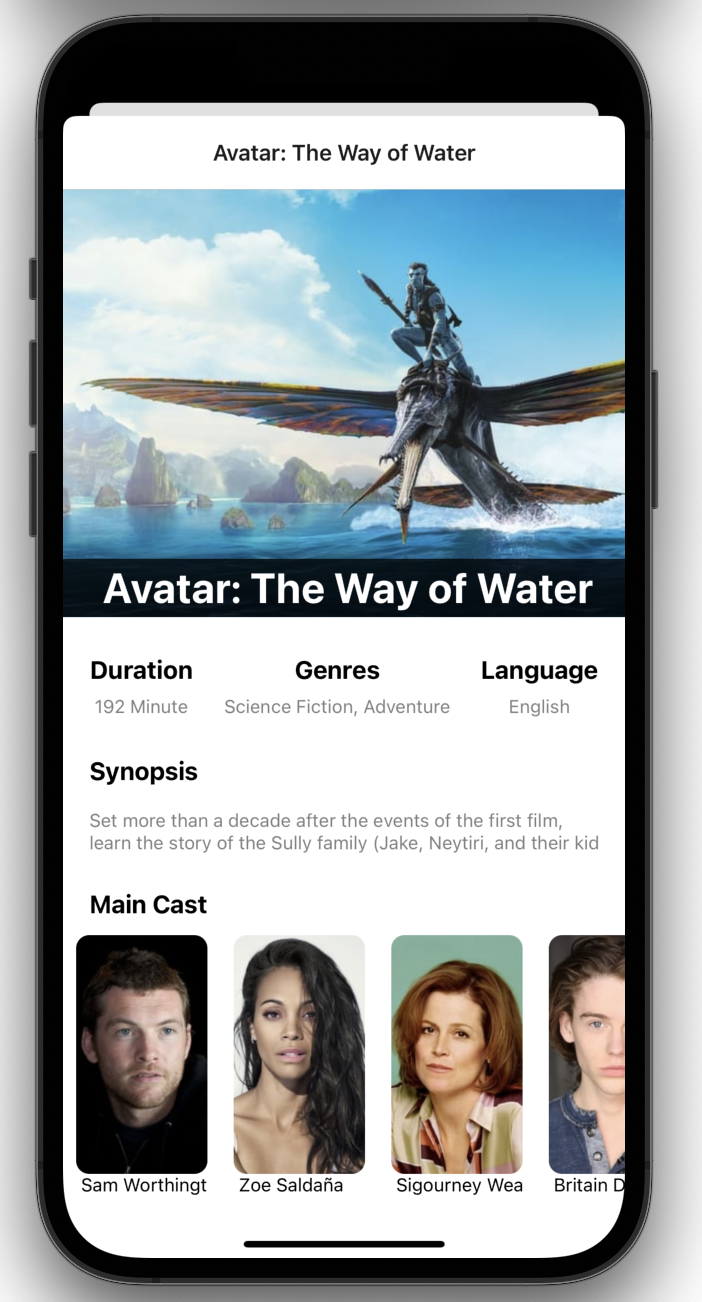 Avatar: The Way of Water
Avatar: The Way of Water
Duration Genres Language
192 Minute Science Fiction, Adventure English
Synopsis
Set more than a decade after the events of the first film,
learn the story of the Sully family (Jake, Neytiri, and their kid
Main Cast
Sam Worthingt Zoe Saldaña Sigourney Wea Britain D